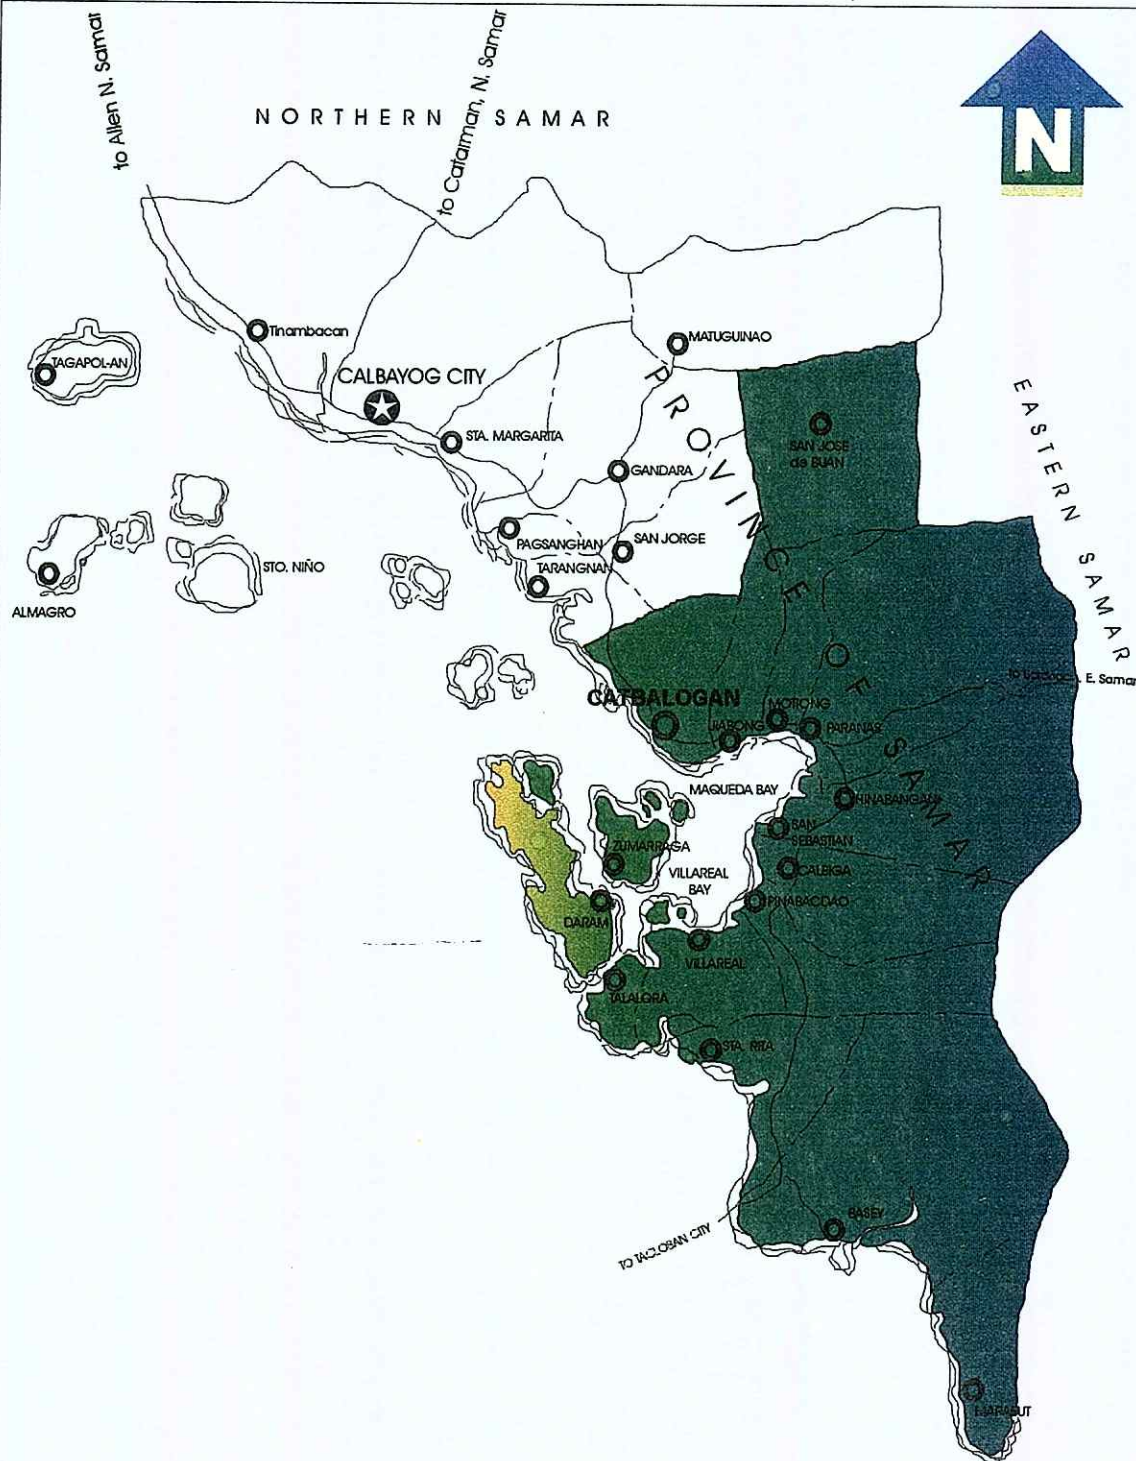 to Allen N. Samar
to Catarman, N. Samar
NORTHERN SAMAR
N
Tinambacan
MATUGUINAO
TAGAPOL-AN
CALBAYOG CITY
PROVINCE OF SAMAR
EASTERN SAMAR
SAN JOSE
de BUAN
STA. MARGARITA
GANDARA
PAGSANGHAN
SAN JORGE
STO. NIÑO
TARANGNAN
ALMAGRO
E. Samar
CATBALOGAN
MOTIONG
JIABONG
PARANAS
MAQUEDA BAY
HINABANGAN
SAN
SEBASTIAN
ZUMARRAGA
CALBIGA
VILLAREAL
BAY
PINABACDAO
DARAM
VILLAREAL
TALALORA
STA. RITA
BASEY
TO TACLOBAN CITY
MARABUT